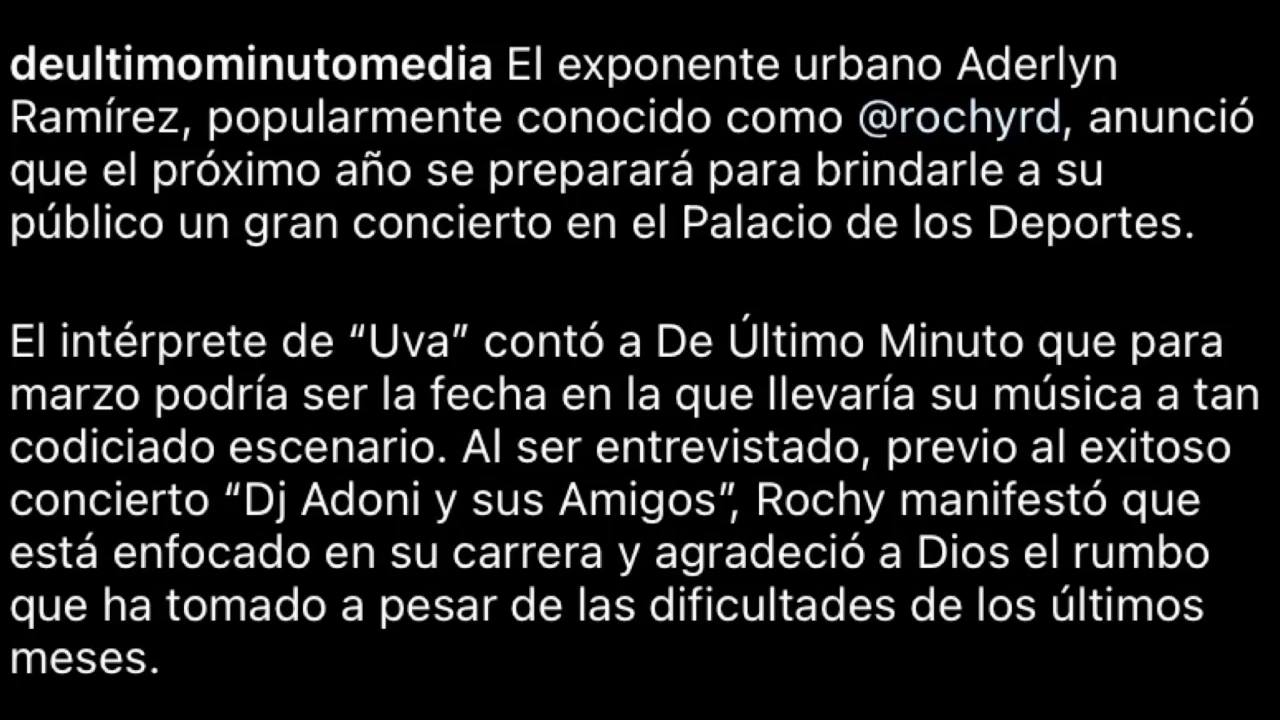 deultimominutomedia El exponente urbano Aderlyn
Ramírez, popularmente conocido como @rochyrd, anunció
que el próximo año se preparará para brindarle a su
público un gran concierto en el Palacio de los Deportes.
El intérprete de “Uva” contó a De Último Minuto que para
marzo podría ser la fecha en la que llevaría su música a tan
codiciado escenario. Al ser entrevistado, previo al exitoso
concierto “Dj Adoni y sus Amigos”, Rochy manifestó que
está enfocado en su carrera y agradeció a Dios el rumbo
que ha tomado a pesar de las dificultades de los últimos
meses.